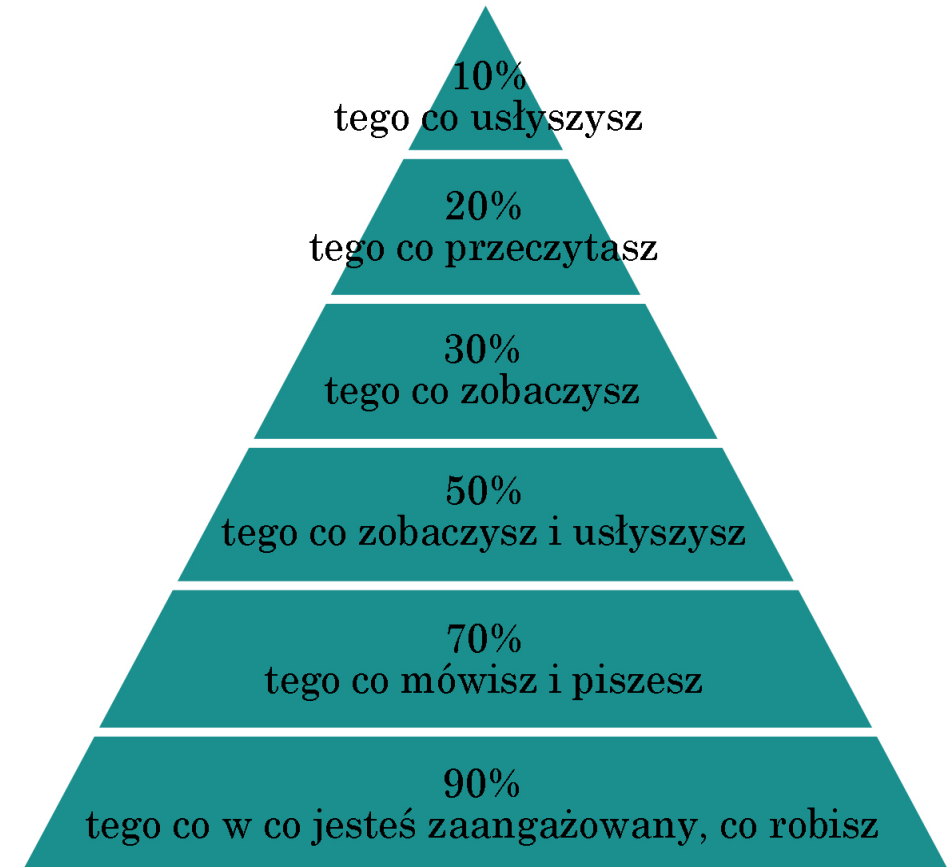 10%
tego co usłyszysz
20%
tego co przeczytasz
30%
tego co zobaczysz
50%
tego co zobaczysz i usłyszysz
70%
tego co mówisz i piszesz
90%
tego co w co jesteś zaangażowany, co robisz